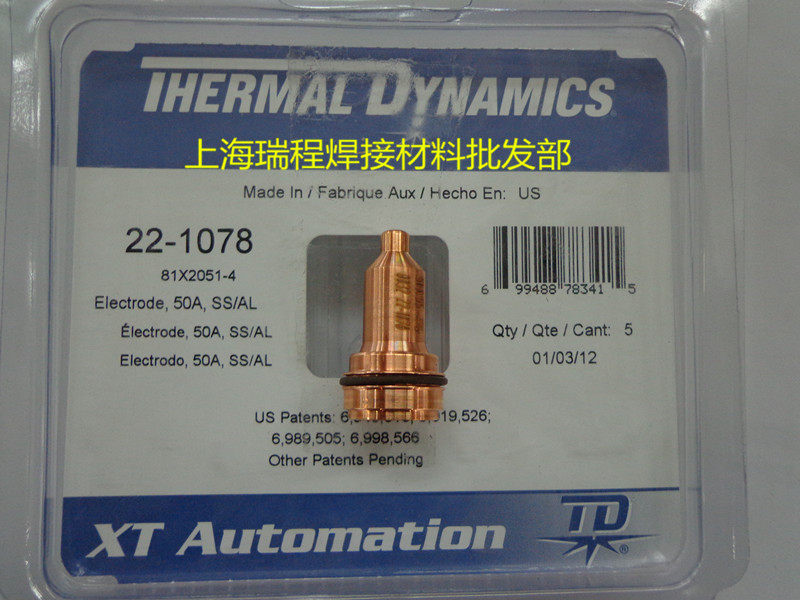 THERMAL DYNAMICS
上海瑞程焊接材料批发部
Made In / Fabrique Aux / Hecho En: US
22-1078
81X2051-4
Electrode, 50A, SS/AL
Électrode, 50A, SS/AL
Electrodo, 50A, SS/AL
6 99488 78341 5
Qty / Qte / Cant: 5
01/03/12
US Patents: 919,526;
6,989,505; 6,998,566
Other Patents Pending
XT Automation
TD ®